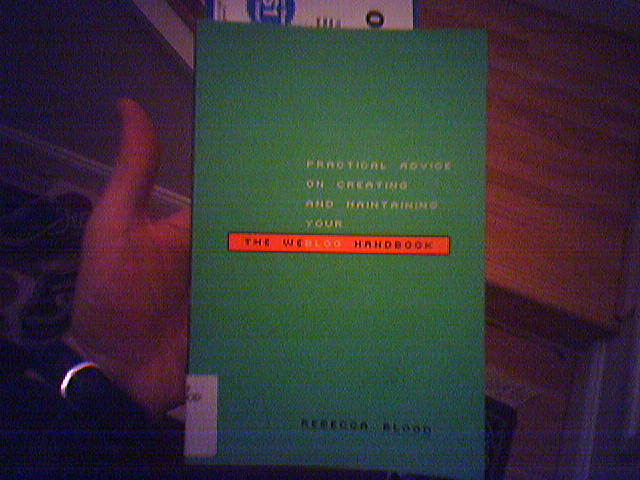 PRACTICAL ADVICE
ON CREATING
AND MAINTAINING
YOUR
THE WEBLOG HANDBOOK
REBECCA BLOOD